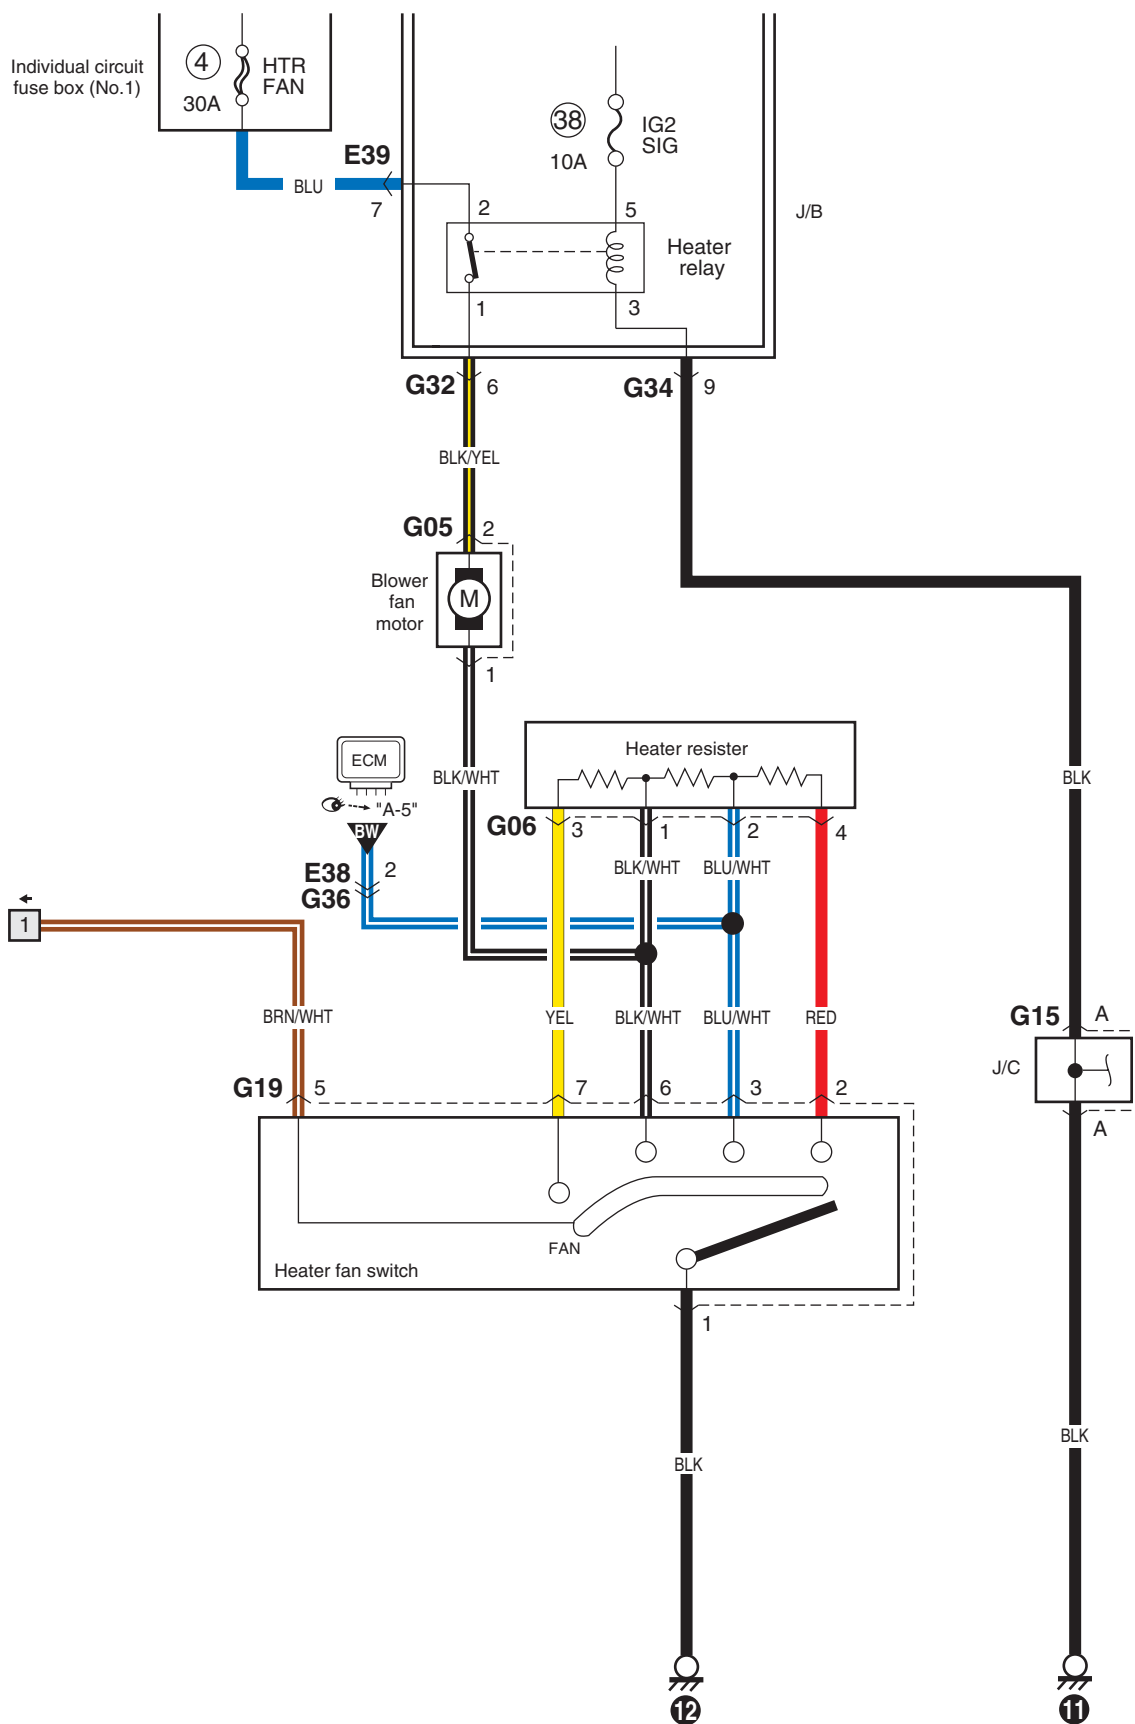 Individual circuit
fuse box (No.1)
4
30A
HTR
FAN
38
10A
IG2
SIG
E39
BLU
7
2
5
J/B
Heater
relay
1
3
G32
6
G34
9
BLK/YEL
G05
2
Blower
fan
motor
M
1
ECM
"A-5"
BW
BLK/WHT
Heater resister
BLK
G06
3
1
2
4
E38
2
G36
BLK/WHT
BLU/WHT
1
BRN/WHT
YEL
BLK/WHT
BLU/WHT
RED
G15
A
J/C
A
G19
5
7
6
3
2
FAN
Heater fan switch
1
BLK
BLK
12
11